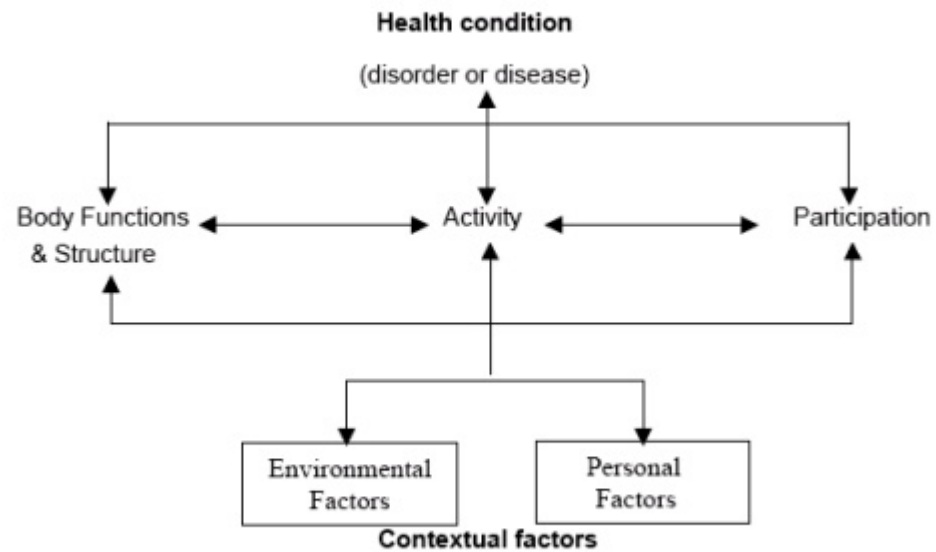 Health condition
(disorder or disease)
Body Functions
& Structure
Activity
Participation
Environmental
Factors
Personal
Factors
Contextual factors